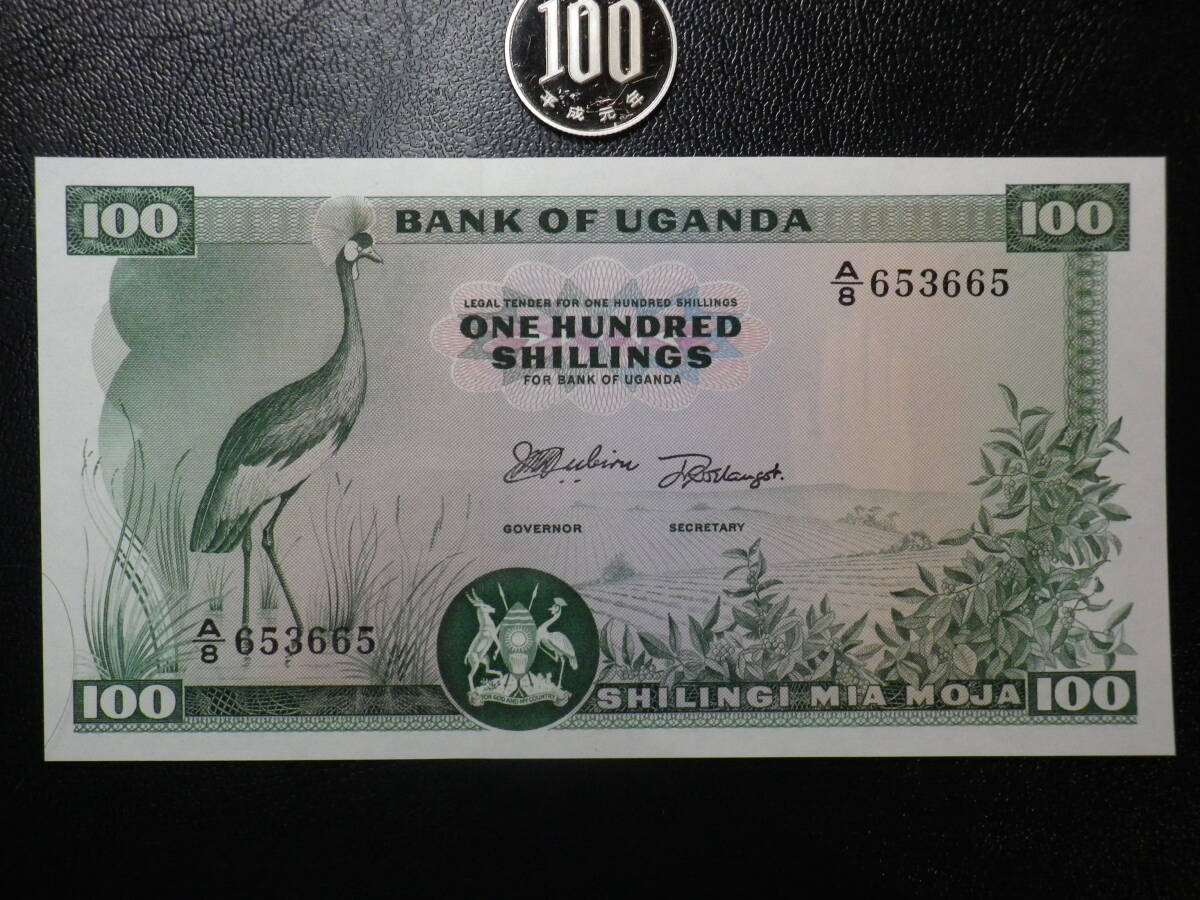 100
平成元年
100 BANK OF UGANDA 100
A/8 653665
LEGAL TENDER FOR ONE HUNDRED SHILLINGS
ONE HUNDRED
SHILLINGS
FOR BANK OF UGANDA
GOVERNOR SECRETARY
A/8 653665
FOR GOD AND MY COUNTRY
100 SHILINGI MIA MOJA 100